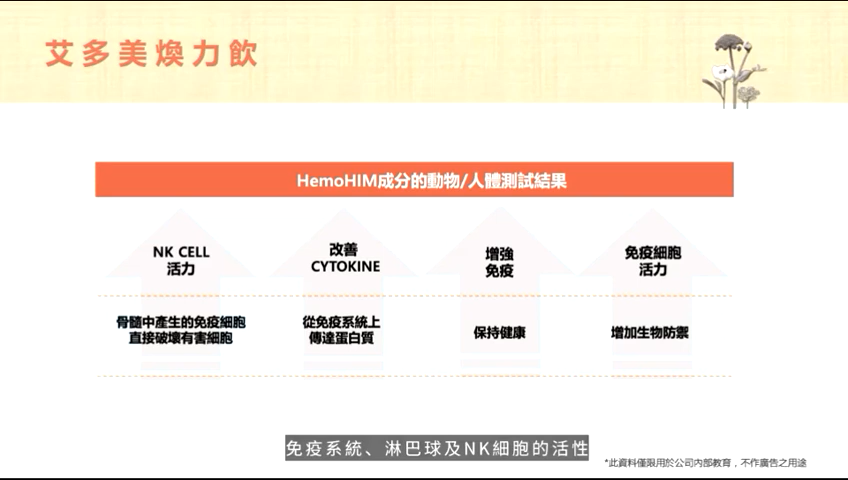 艾多美煥力飲
HemoHIM成分的動物/人體測試結果
NK CELL
活力
改善
CYTOKINE
增強
免疫
免疫細胞
活力
骨髓中產生的免疫細胞
直接破壞有害細胞
從免疫系統上
傳達蛋白質
保持健康
增加生物防禦
免疫系統、淋巴球及NK細胞的活性
*此資料僅限用於公司內部教育，不作廣告之用途